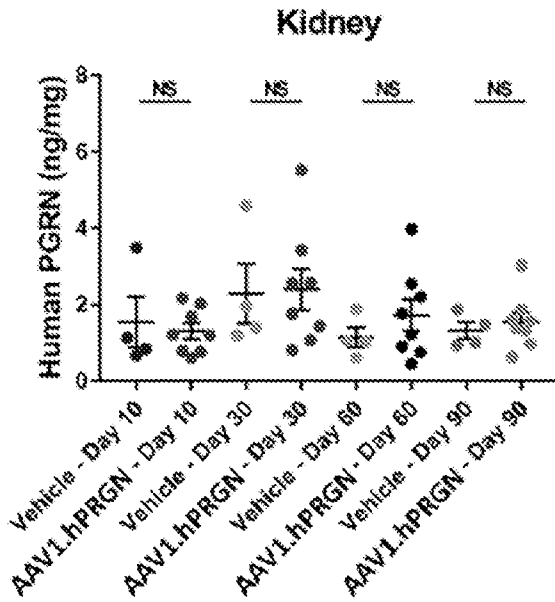 Kidney
NS NS NS NS
Human PGRN (ng/mg)
8
6
4
2
0
Vehicle - Day 10
AAV1.hPRGN - Day 10
Vehicle - Day 30
AAV1.hPRGN - Day 30
Vehicle - Day 60
AAV1.hPRGN - Day 60
Vehicle - Day 90
AAV1.hPRGN - Day 90